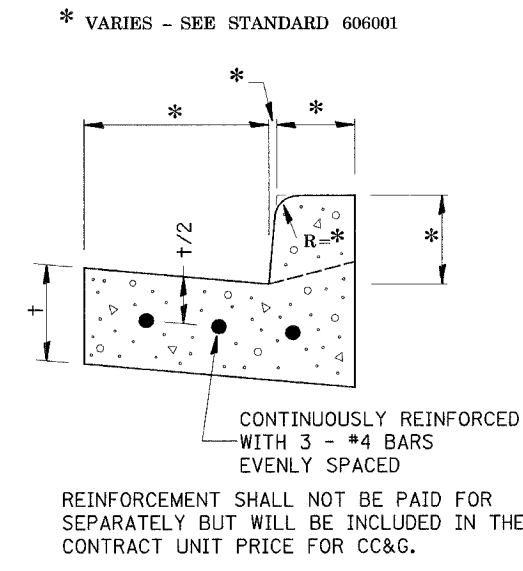 * VARIES - SEE STANDARD 606001
*
*
*
t/2
R=*
*
t
CONTINUOUSLY REINFORCED
WITH 3 - #4 BARS
EVENLY SPACED
REINFORCEMENT SHALL NOT BE PAID FOR
SEPARATELY BUT WILL BE INCLUDED IN THE
CONTRACT UNIT PRICE FOR CC&G.